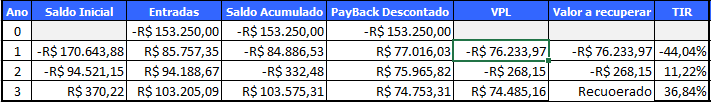 Ano Saldo Inicial Entradas Saldo Acumulado PayBack Descontado VPL Valor a recuperar TIR
0 -R$ 153.250,00 -R$ 153.250,00 -R$ 153.250,00
1 -R$ 170.643,88 R$ 85.757,35 -R$ 84.886,53 R$ 77.016,03 -R$ 76.233,97 -R$ 76.233,97 -44,04%
2 -R$ 94.521,15 R$ 94.188,67 -R$ 332,48 R$ 75.965,82 -R$ 268,15 -R$ 268,15 11,22%
3 R$ 370,22 R$ 103.205,09 R$ 103.575,31 R$ 74.753,31 R$ 74.485,16 Recuoerado 36,84%